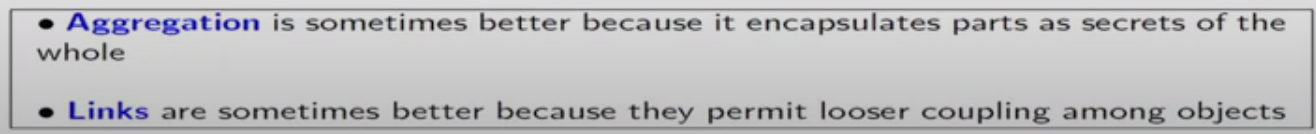 • Aggregation is sometimes better because it encapsulates parts as secrets of the
whole
• Links are sometimes better because they permit looser coupling among objects